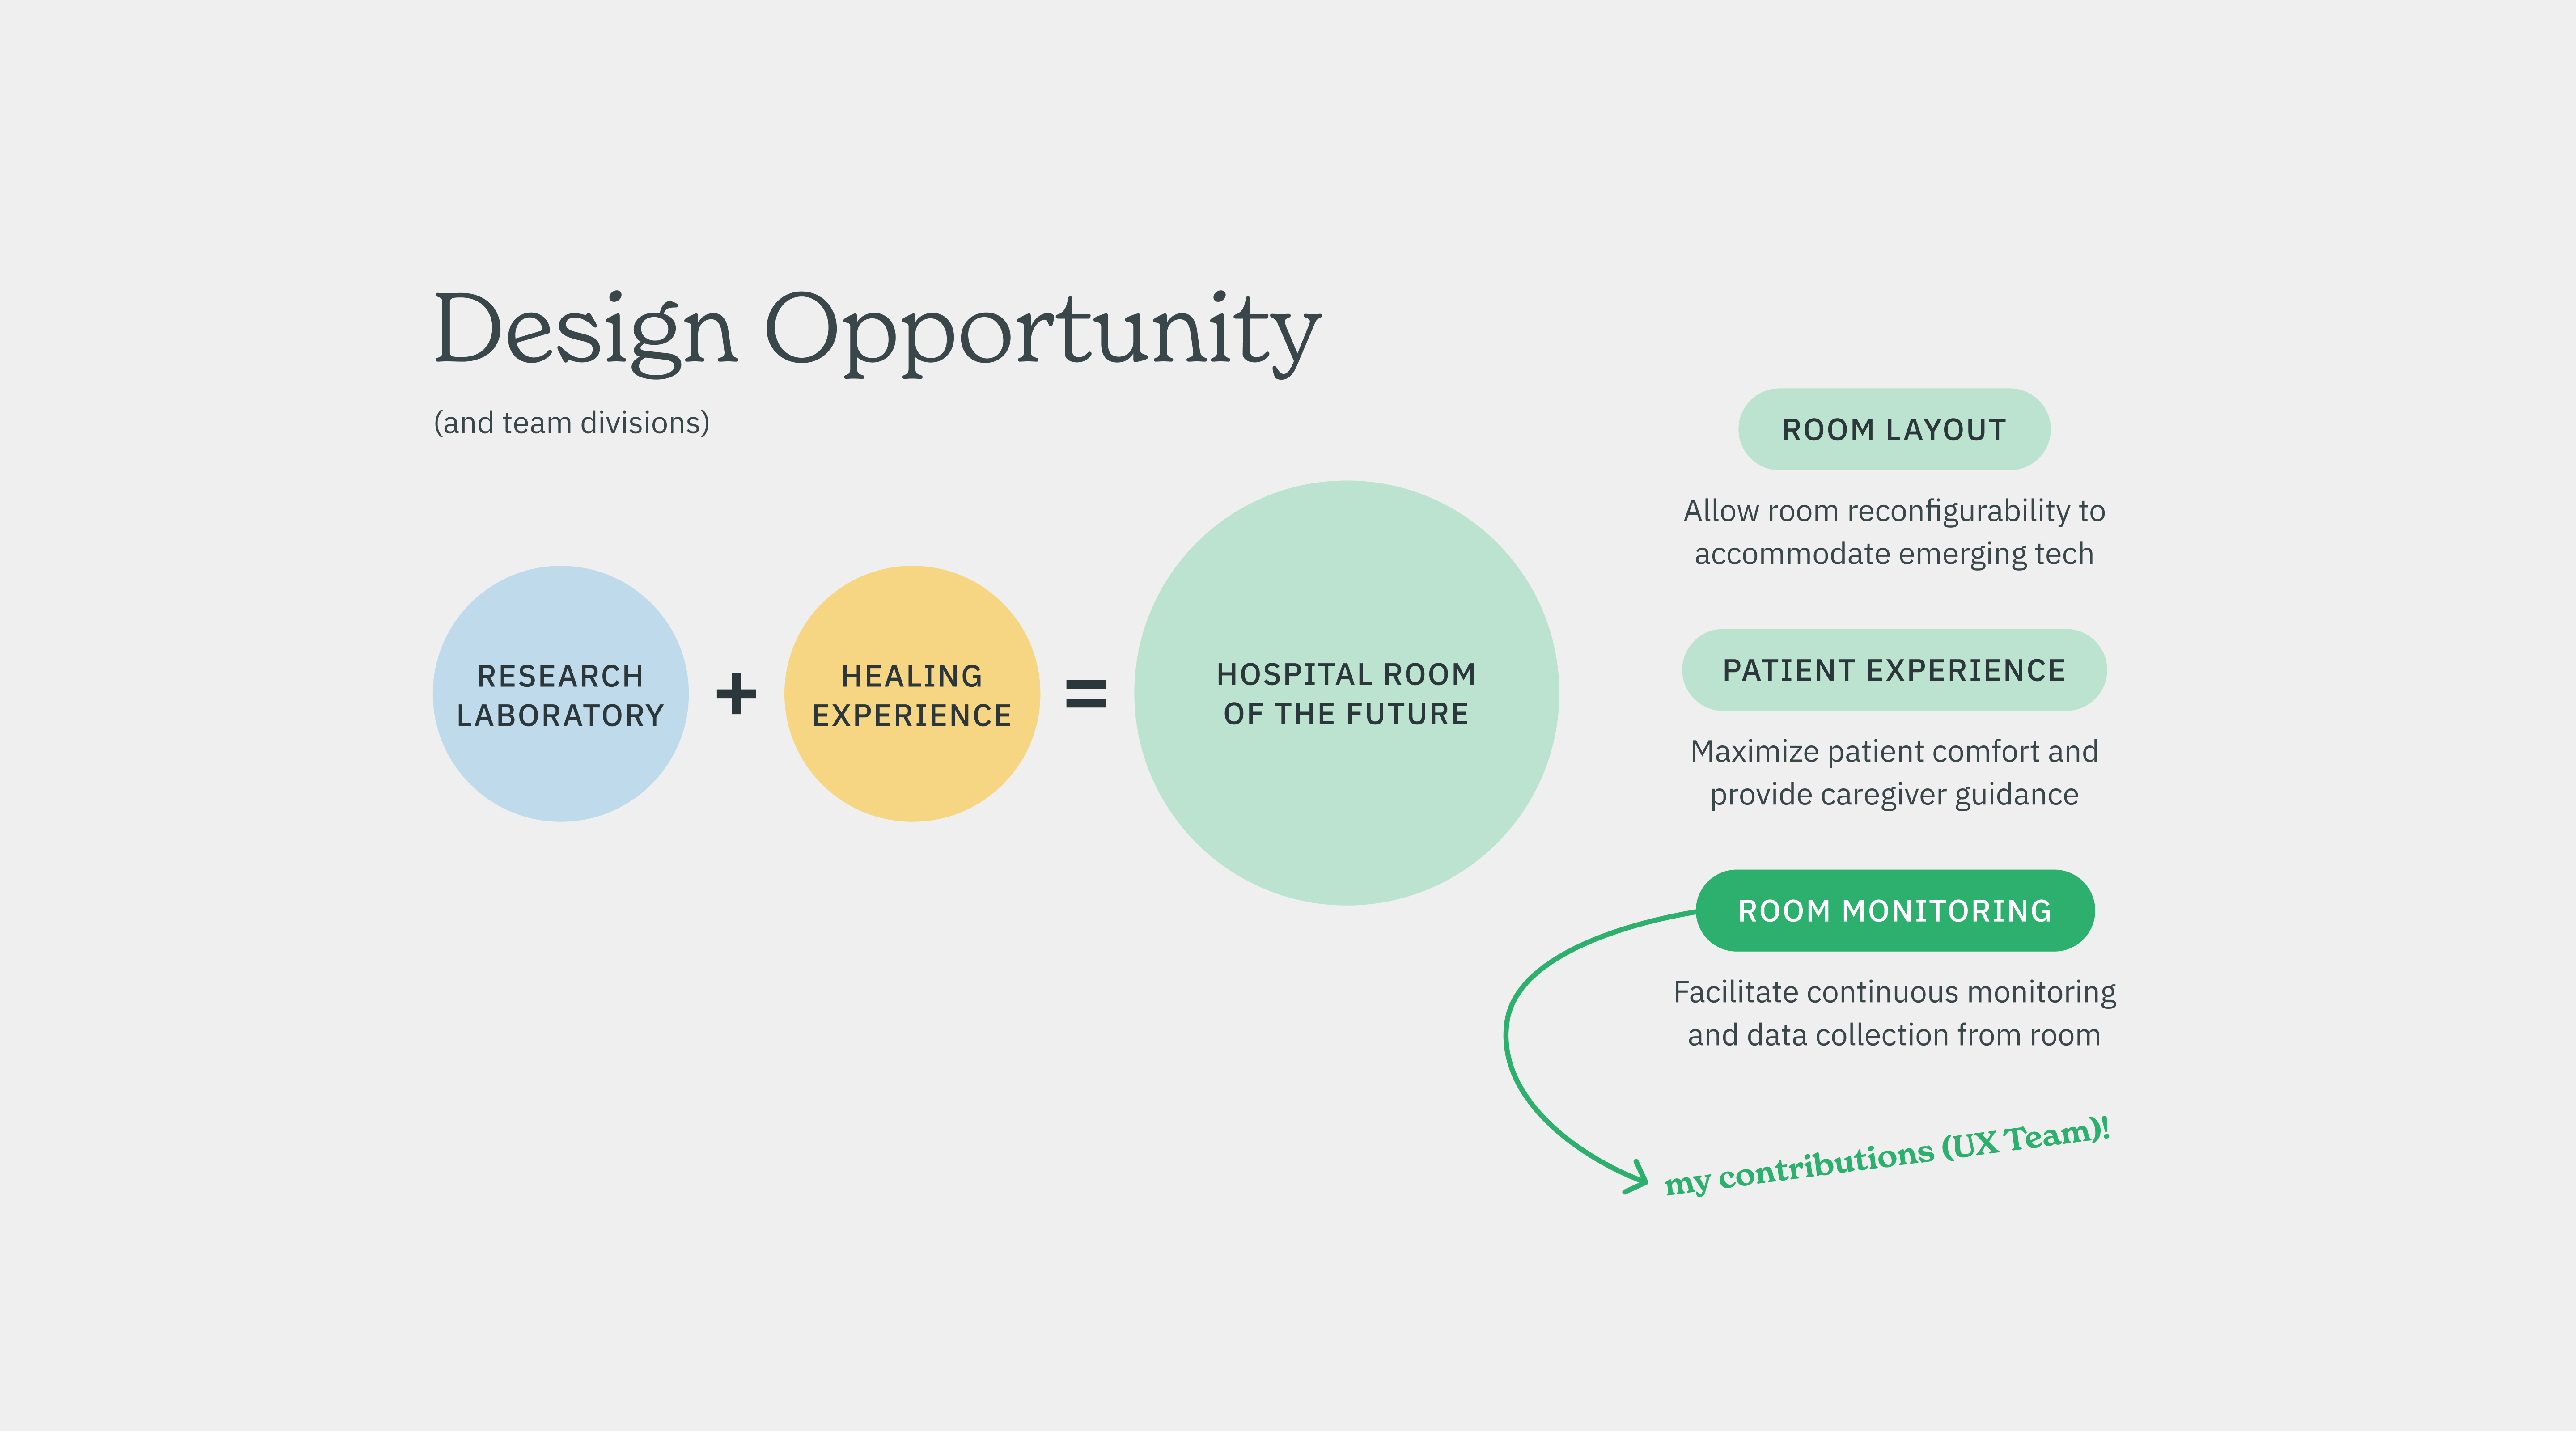 Design Opportunity
(and team divisions)
RESEARCH
LABORATORY
+
HEALING
EXPERIENCE
=
HOSPITAL ROOM
OF THE FUTURE
ROOM LAYOUT
Allow room reconfigurability to
accommodate emerging tech
PATIENT EXPERIENCE
Maximize patient comfort and
provide caregiver guidance
ROOM MONITORING
Facilitate continuous monitoring
and data collection from room
my contributions (UX Team)!